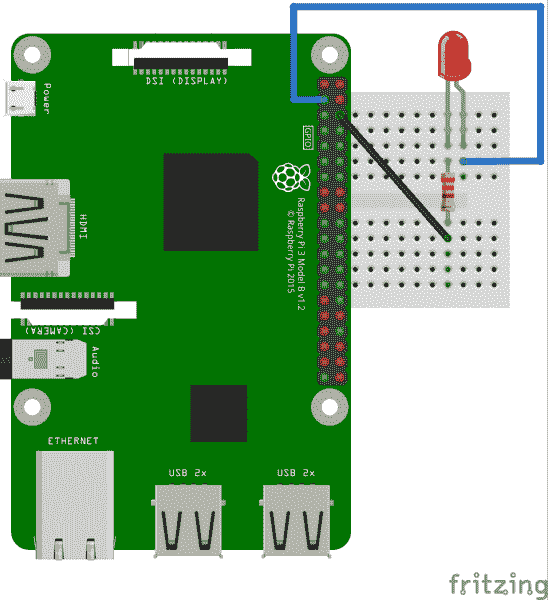 DSI (DISPLAY)
Power
GPIO
HDMI
Raspberry Pi 3 Model B v1.2
© Raspberry Pi 2015
CSI (CAMERA)
Audio
ETHERNET
USB 2x
USB 2x
fritzing